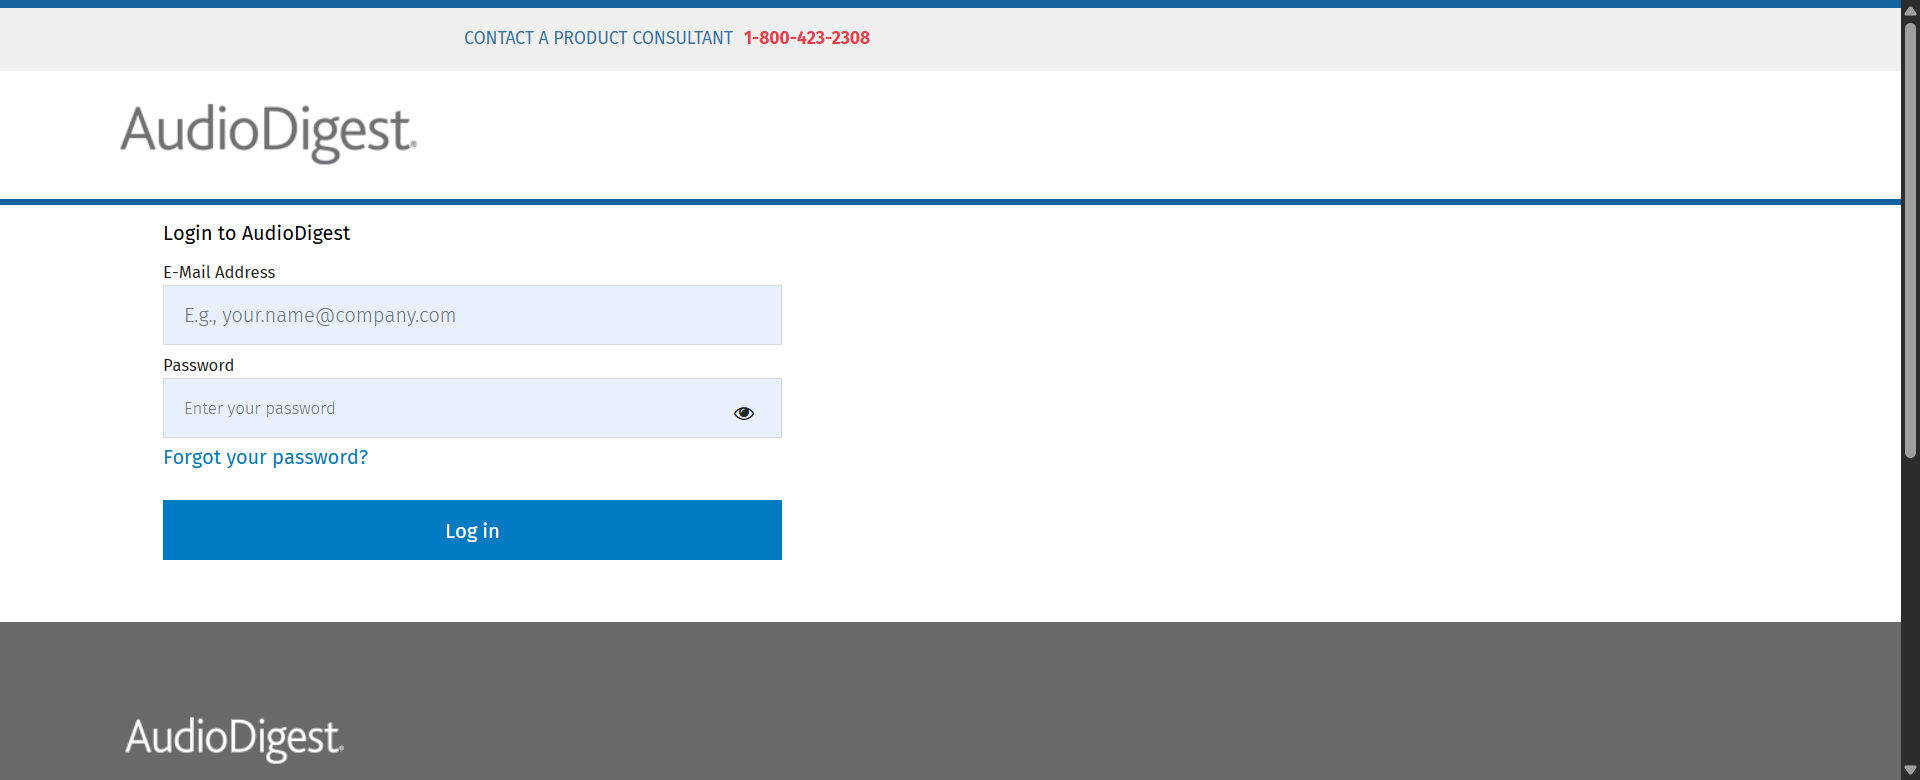 CONTACT A PRODUCT CONSULTANT 1-800-423-2308
AudioDigest®
Login to AudioDigest
E-Mail Address
E.g., your.name@company.com
Password
Enter your password
Forgot your password?
Log in
AudioDigest®